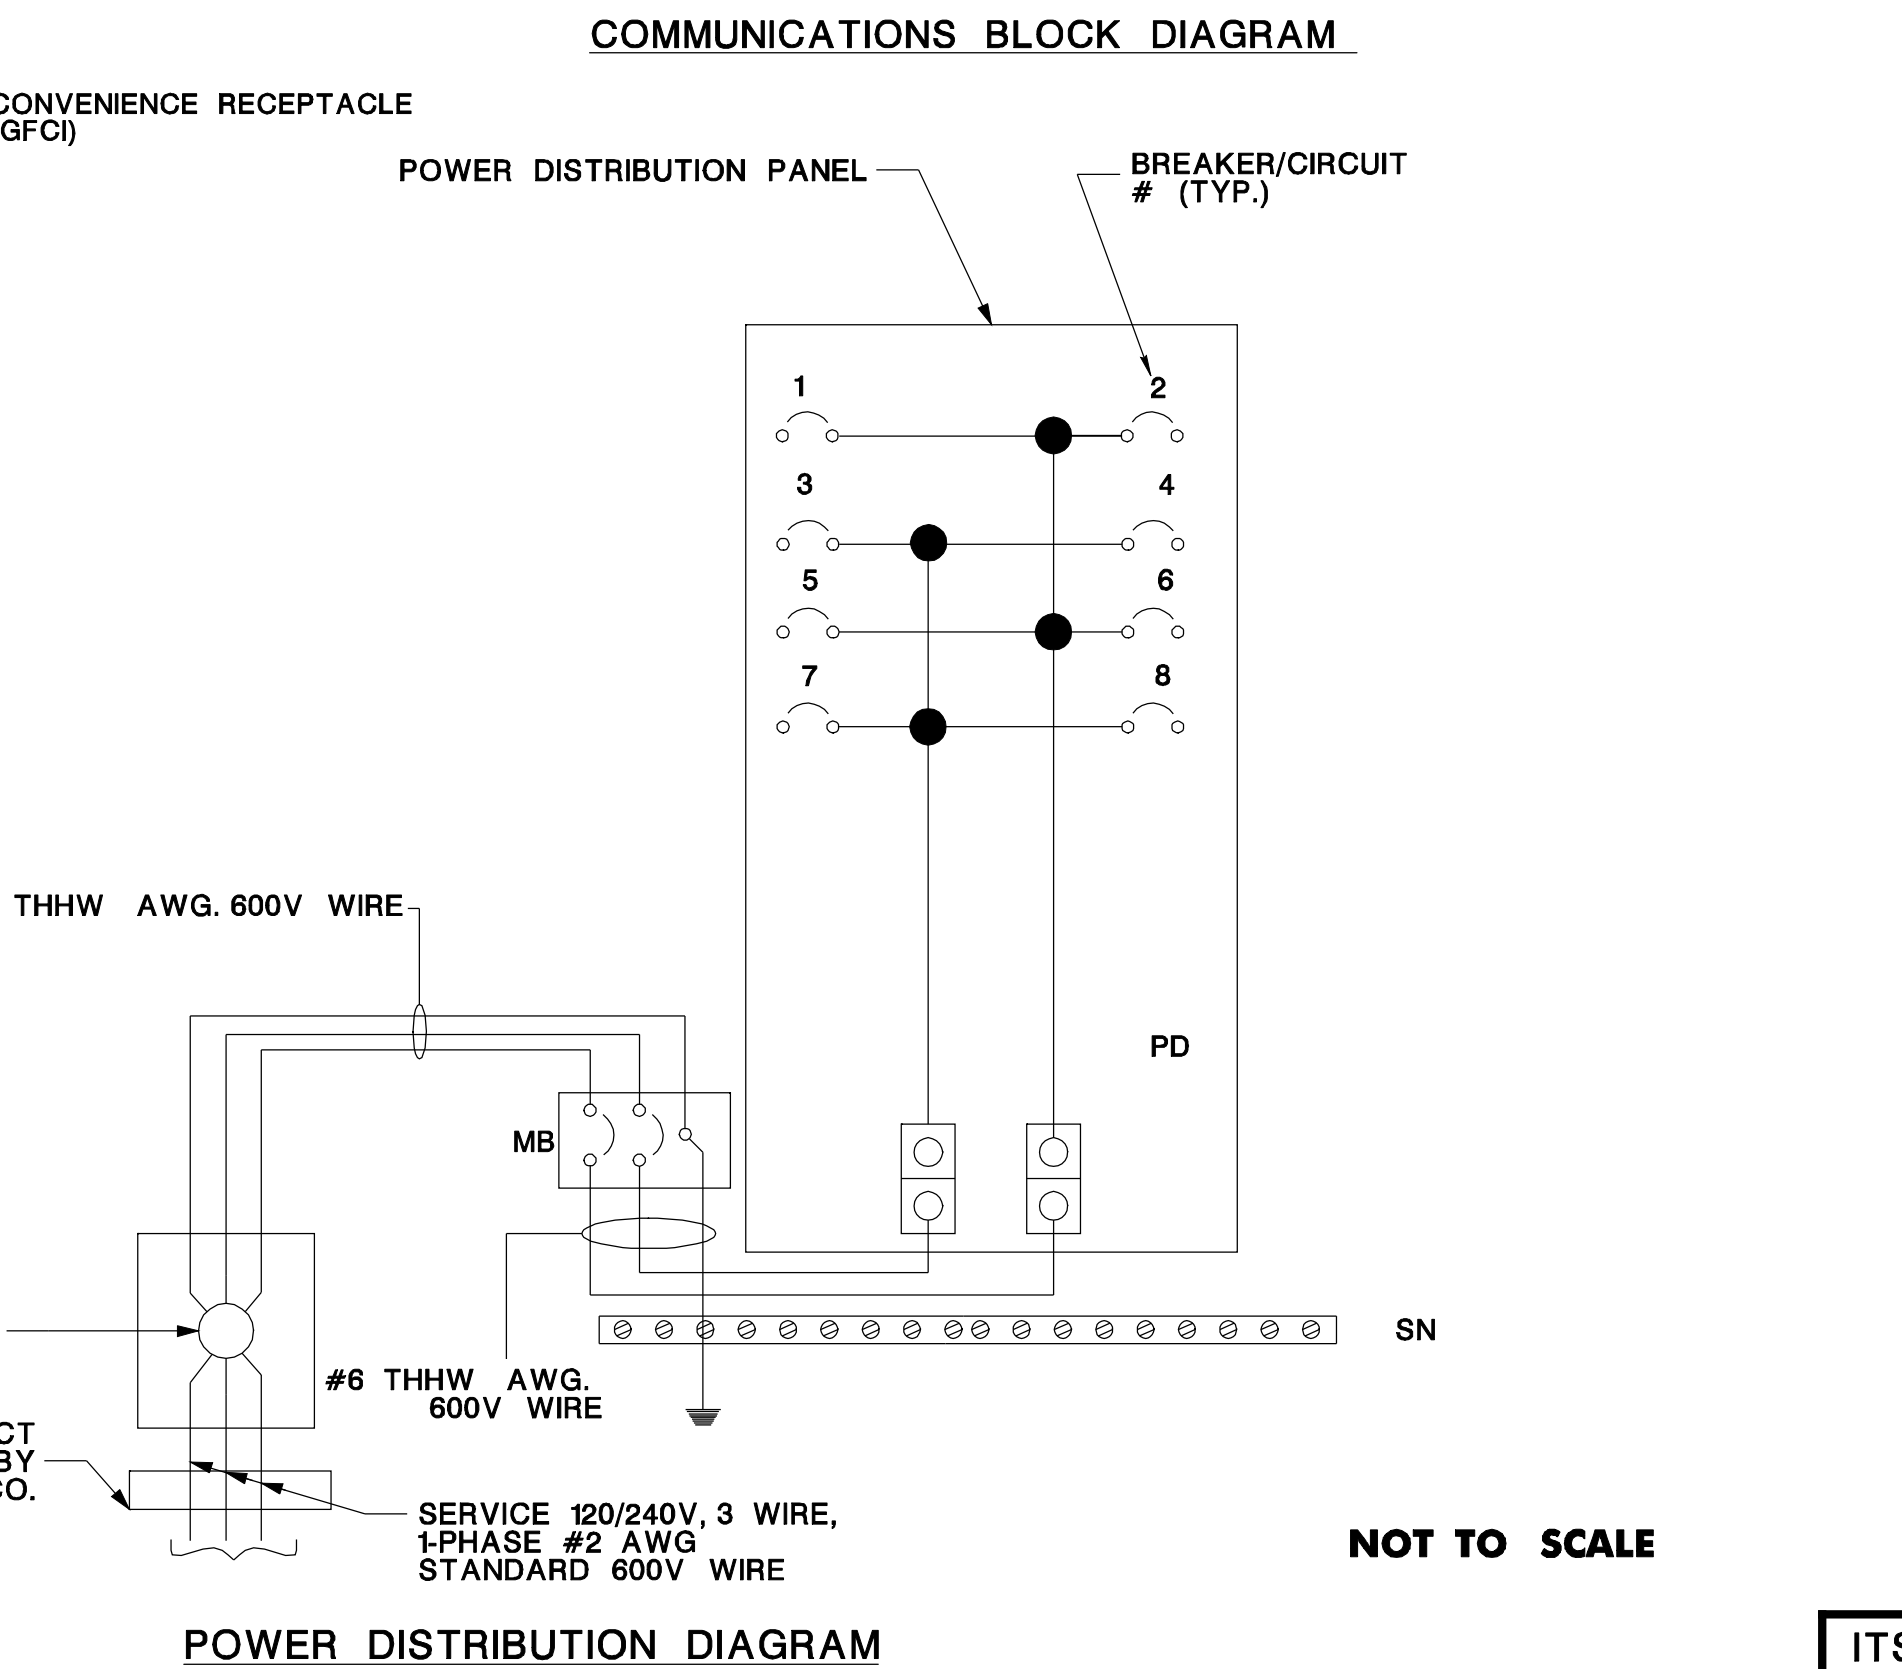 COMMUNICATIONS BLOCK DIAGRAM
CONVENIENCE RECEPTACLE
GFCI)
POWER DISTRIBUTION PANEL
BREAKER/CIRCUIT
# (TYP.)
1
2
3
4
5
6
7
8
THHW AWG. 600V WIRE
PD
MB
SN
#6 THHW AWG.
600V WIRE
CT
BY
CO.
SERVICE 120/240V, 3 WIRE,
1-PHASE #2 AWG
STANDARD 600V WIRE
NOT TO SCALE
POWER DISTRIBUTION DIAGRAM
ITS